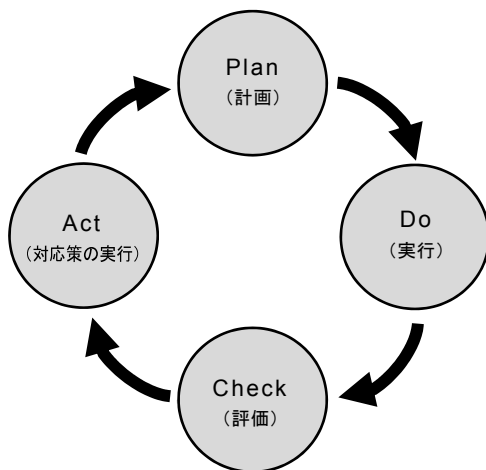 Plan
（計画）
Do
（実行）
Check
（評価）
Act
（対応策の実行）